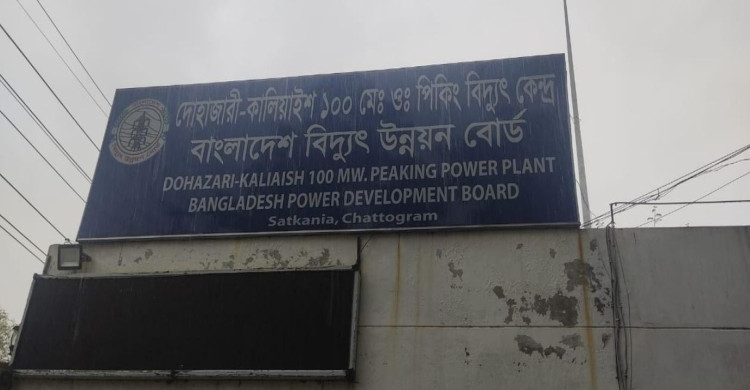 দোহাজারী-কালিয়াইশ ১০০ মেঃ ওঃ পিকিং বিদ্যুৎ কেন্দ্র
বাংলাদেশ বিদ্যুৎ উন্নয়ন বোর্ড
DOHAZARI-KALIAISH 100 MW. PEAKING POWER PLANT
BANGLADESH POWER DEVELOPMENT BOARD
Satkania, Chattogram